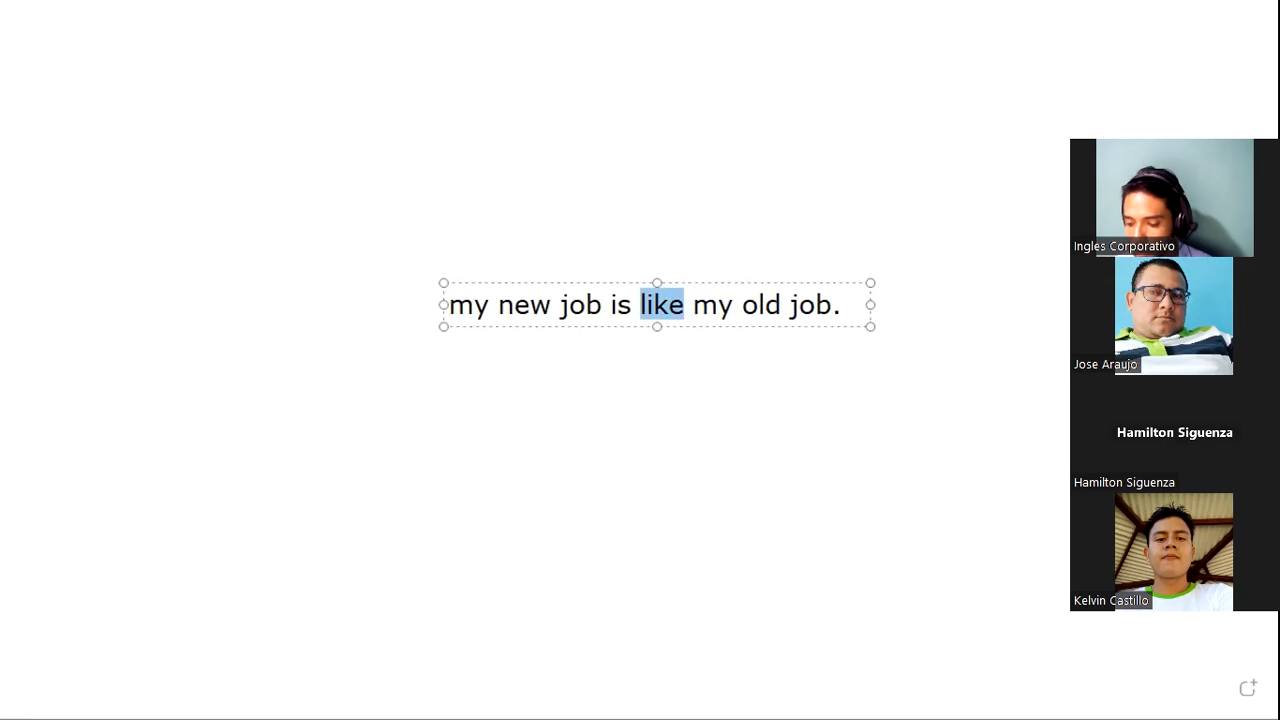 my new job is like my old job.
Ingles Corporativo
Jose Araujo
Hamilton Siguenza
Hamilton Siguenza
Kelvin Castillo